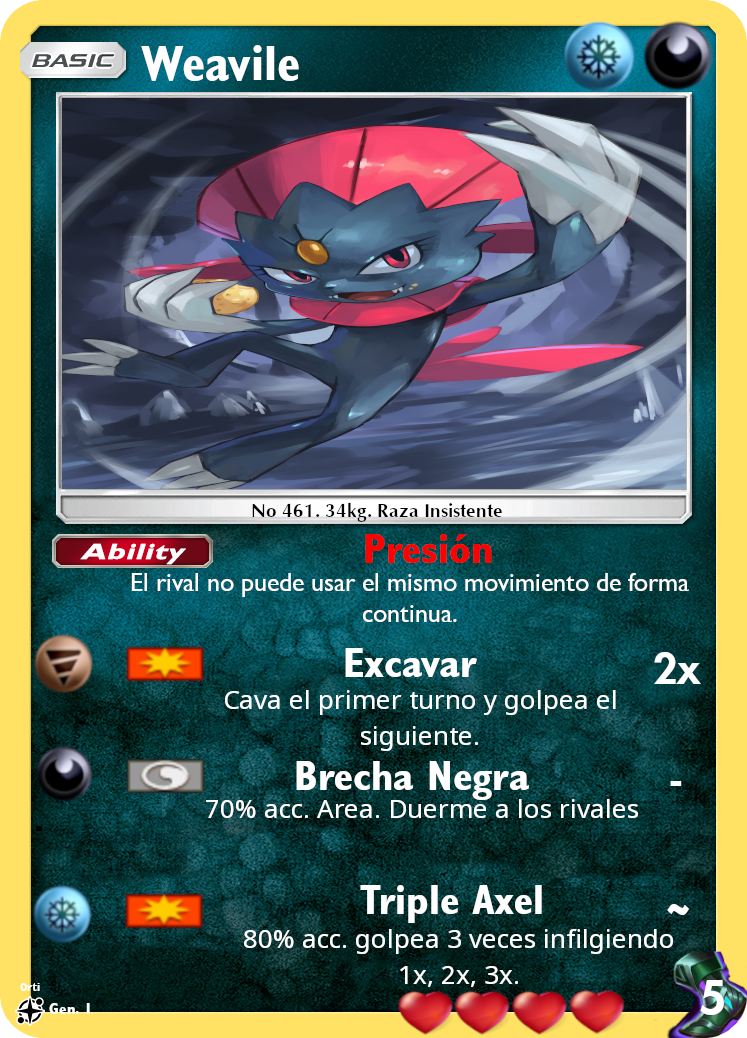 BASIC
Weavile
No 461. 34kg. Raza Insistente
Ability
Presión
El rival no puede usar el mismo movimiento de forma
continua.
Excavar
2x
Cava el primer turno y golpea el
siguiente.
Brecha Negra
-
70% acc. Area. Duerme a los rivales
Triple Axel
~
80% acc. golpea 3 veces infilgiendo
1x, 2x, 3x.
5
Orti
Gen. I